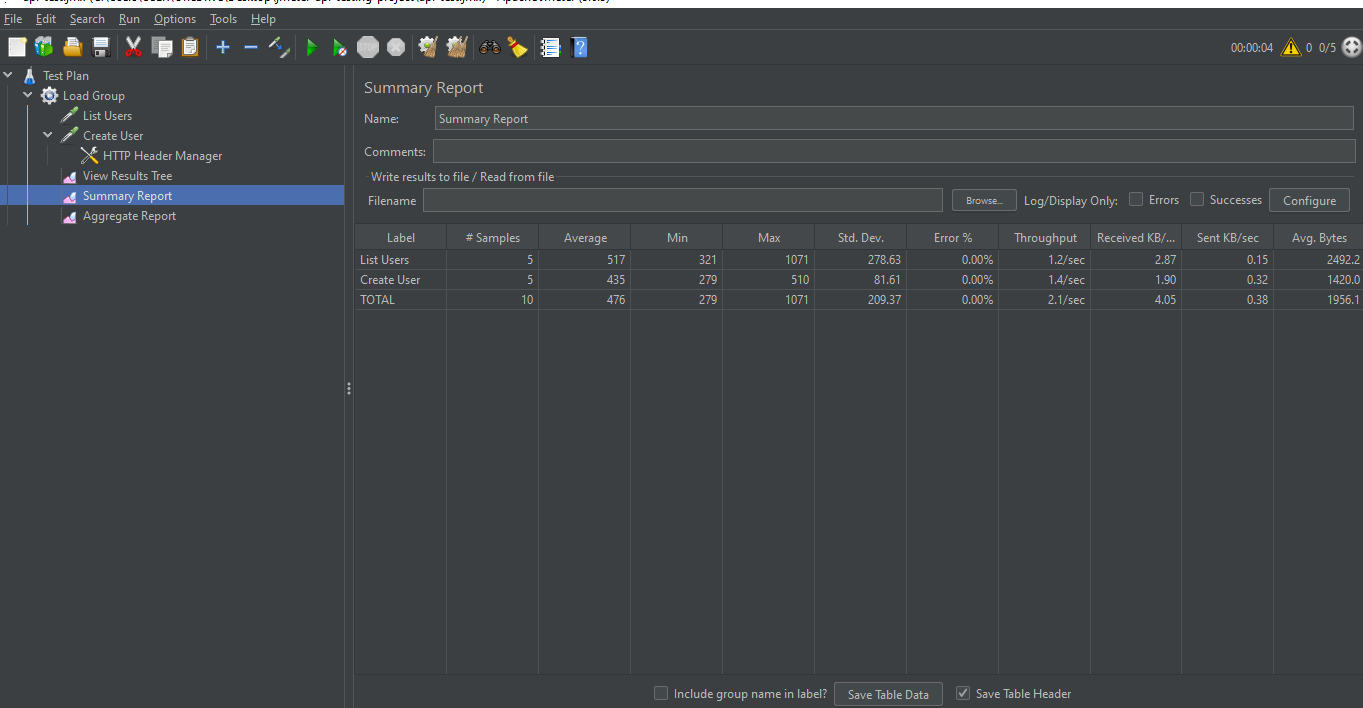 File Edit Search Run Options Tools Help
00:00:04 0 0/5
Test Plan
Load Group
List Users
Create User
HTTP Header Manager
View Results Tree
Summary Report
Aggregate Report
Summary Report
Name: Summary Report
Comments:
Write results to file / Read from file
Filename Browse... Log/Display Only: Errors Successes Configure
Label # Samples Average Min Max Std. Dev. Error % Throughput Received KB/... Sent KB/sec Avg. Bytes
List Users 5 517 321 1071 278.63 0.00% 1.2/sec 2.87 0.15 2492.2
Create User 5 435 279 510 81.61 0.00% 1.4/sec 1.90 0.32 1420.0
TOTAL 10 476 279 1071 209.37 0.00% 2.1/sec 4.05 0.38 1956.1
Include group name in label? Save Table Data Save Table Header